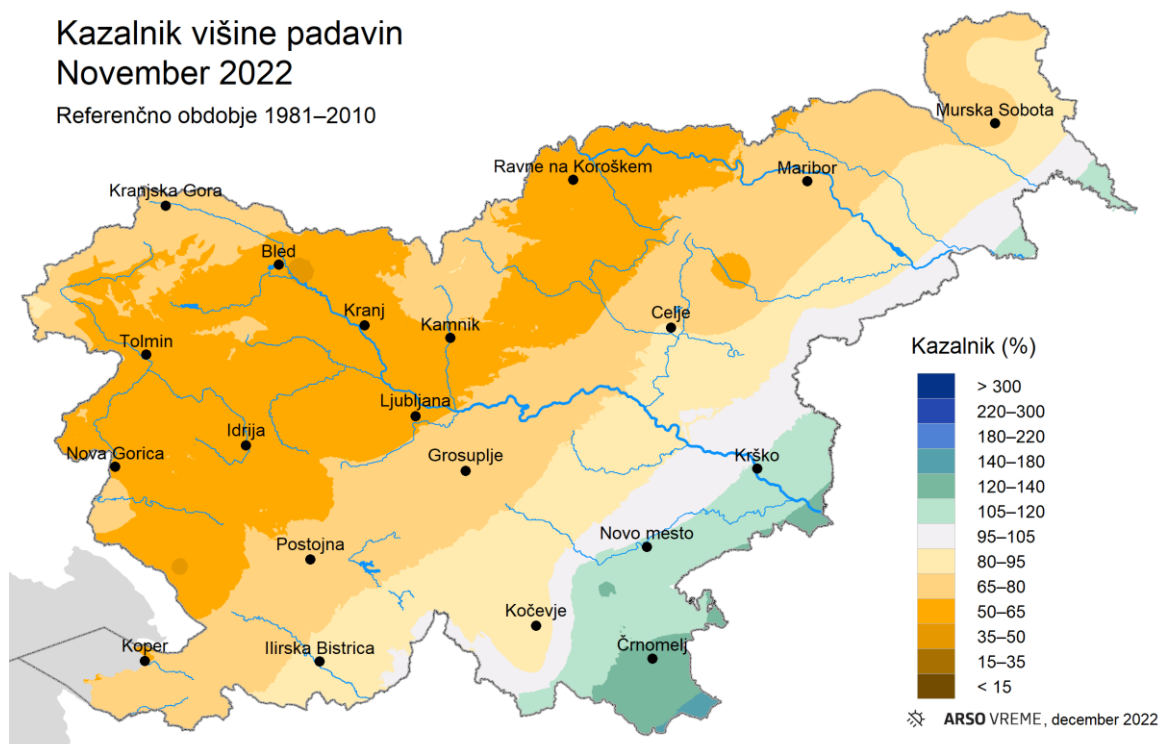 Kazalnik višine padavin
November 2022
Referenčno obdobje 1981–2010
Murska Sobota
Ravne na Koroškem
Maribor
Kranjska Gora
Bled
Kranj
Kamnik
Celje
Tolmin
Ljubljana
Idrija
Nova Gorica
Grosuplje
Krško
Postojna
Novo mesto
Kočevje
Koper
Ilirska Bistrica
Črnomelj
Kazalnik (%)
> 300
220–300
180–220
140–180
120–140
105–120
95–105
80–95
65–80
50–65
35–50
15–35
< 15
ARSO VREME, december 2022